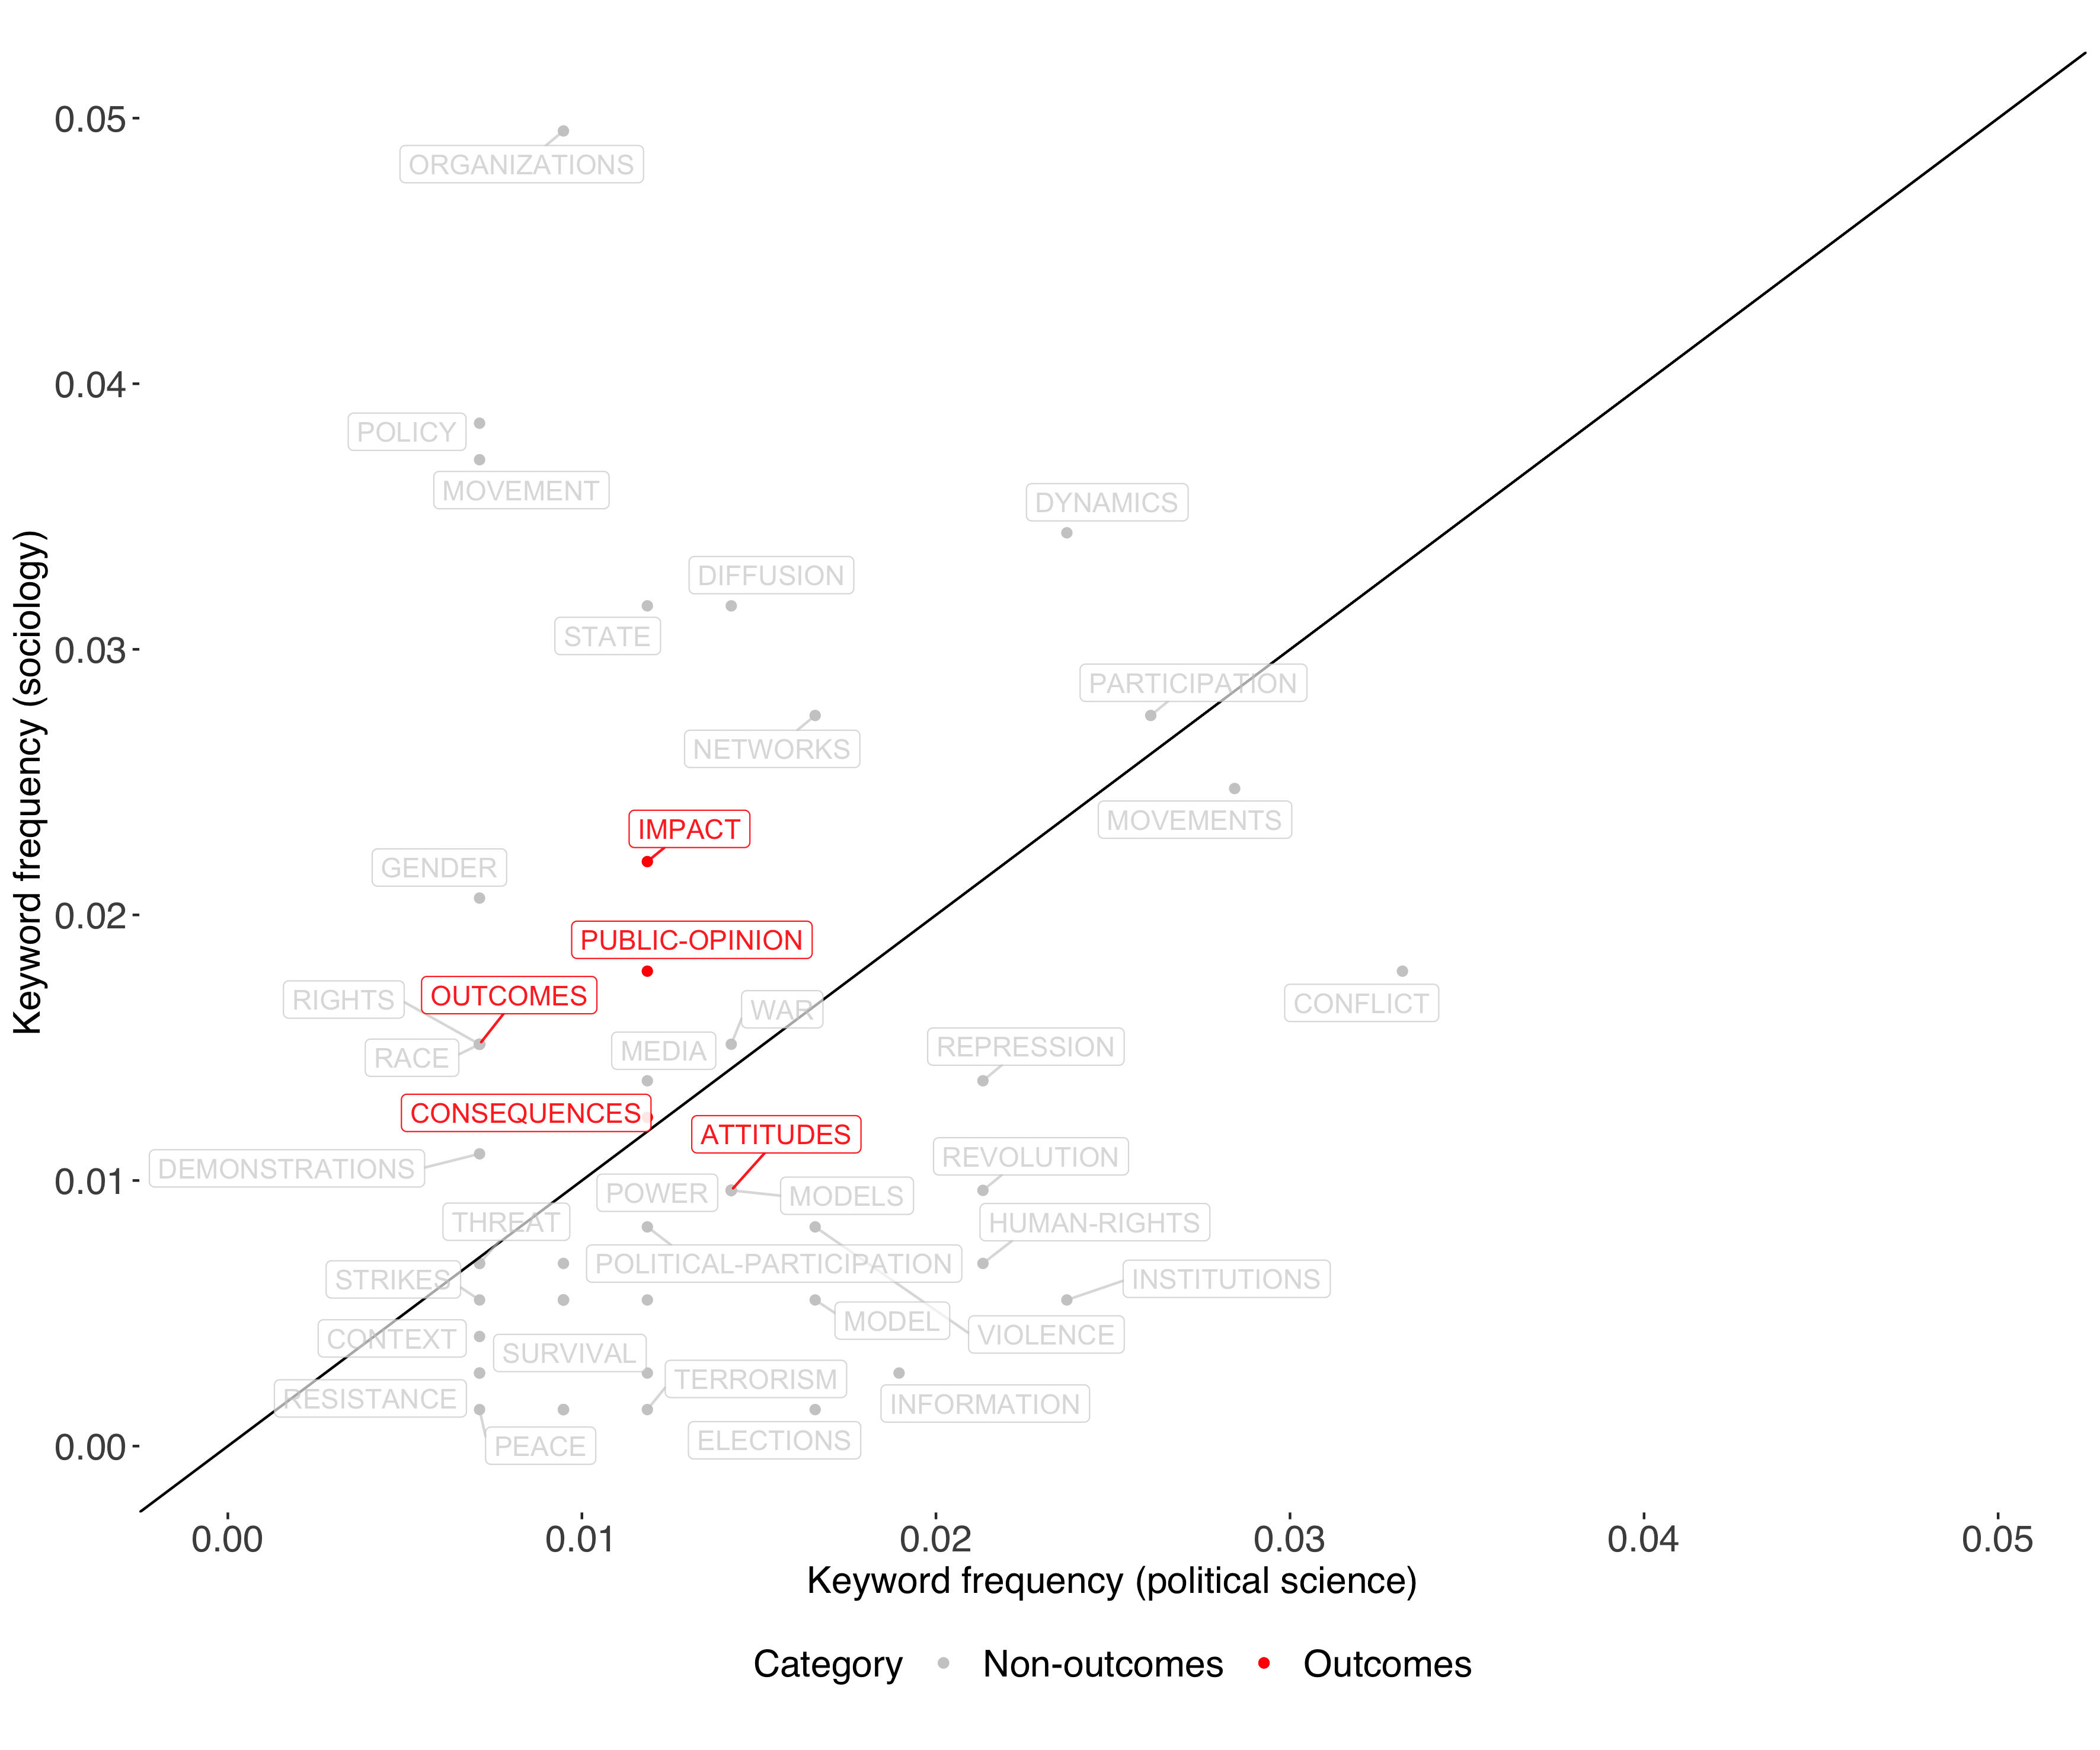 0.05
ORGANIZATIONS
0.04
POLICY
MOVEMENT
DYNAMICS
DIFFUSION
STATE
0.03
PARTICIPATION
NETWORKS
MOVEMENTS
IMPACT
GENDER
0.02
PUBLIC-OPINION
OUTCOMES
RIGHTS
WAR
CONFLICT
MEDIA
REPRESSION
RACE
CONSEQUENCES
ATTITUDES
REVOLUTION
DEMONSTRATIONS
0.01
POWER
MODELS
THREAT
HUMAN-RIGHTS
POLITICAL-PARTICIPATION
STRIKES
INSTITUTIONS
MODEL
VIOLENCE
CONTEXT
SURVIVAL
TERRORISM
RESISTANCE
INFORMATION
ELECTIONS
PEACE
0.00
Keyword frequency (sociology)
0.00 0.01 0.02 0.03 0.04 0.05
Keyword frequency (political science)
Category Non-outcomes Outcomes